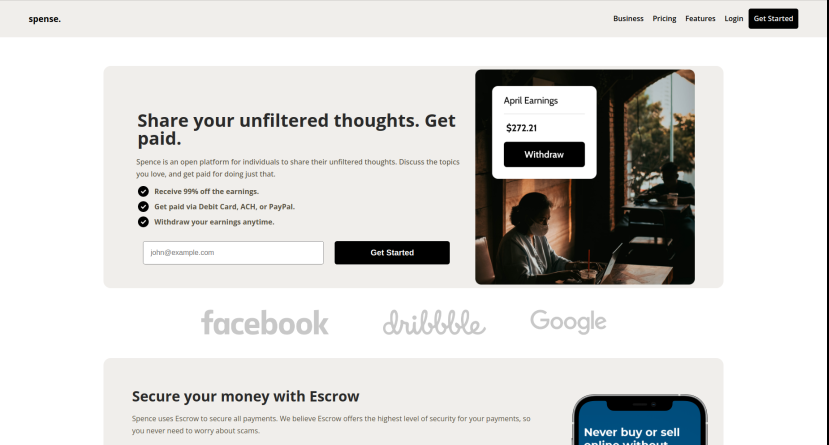 spense.
Business Pricing Features Login Get Started
Share your unfiltered thoughts. Get
paid.
Spence is an open platform for individuals to share their unfiltered thoughts. Discuss the topics
you love, and get paid for doing just that.
Receive 99% off the earnings.
Get paid via Debit Card, ACH, or PayPal.
Withdraw your earnings anytime.
john@example.com
Get Started
April Earnings
$272.21
Withdraw
facebook dribbble Google
Secure your money with Escrow
Spence uses Escrow to secure all payments. We believe Escrow offers the highest level of security for your payments, so
you never need to worry about scams.
Never buy or sell
online without